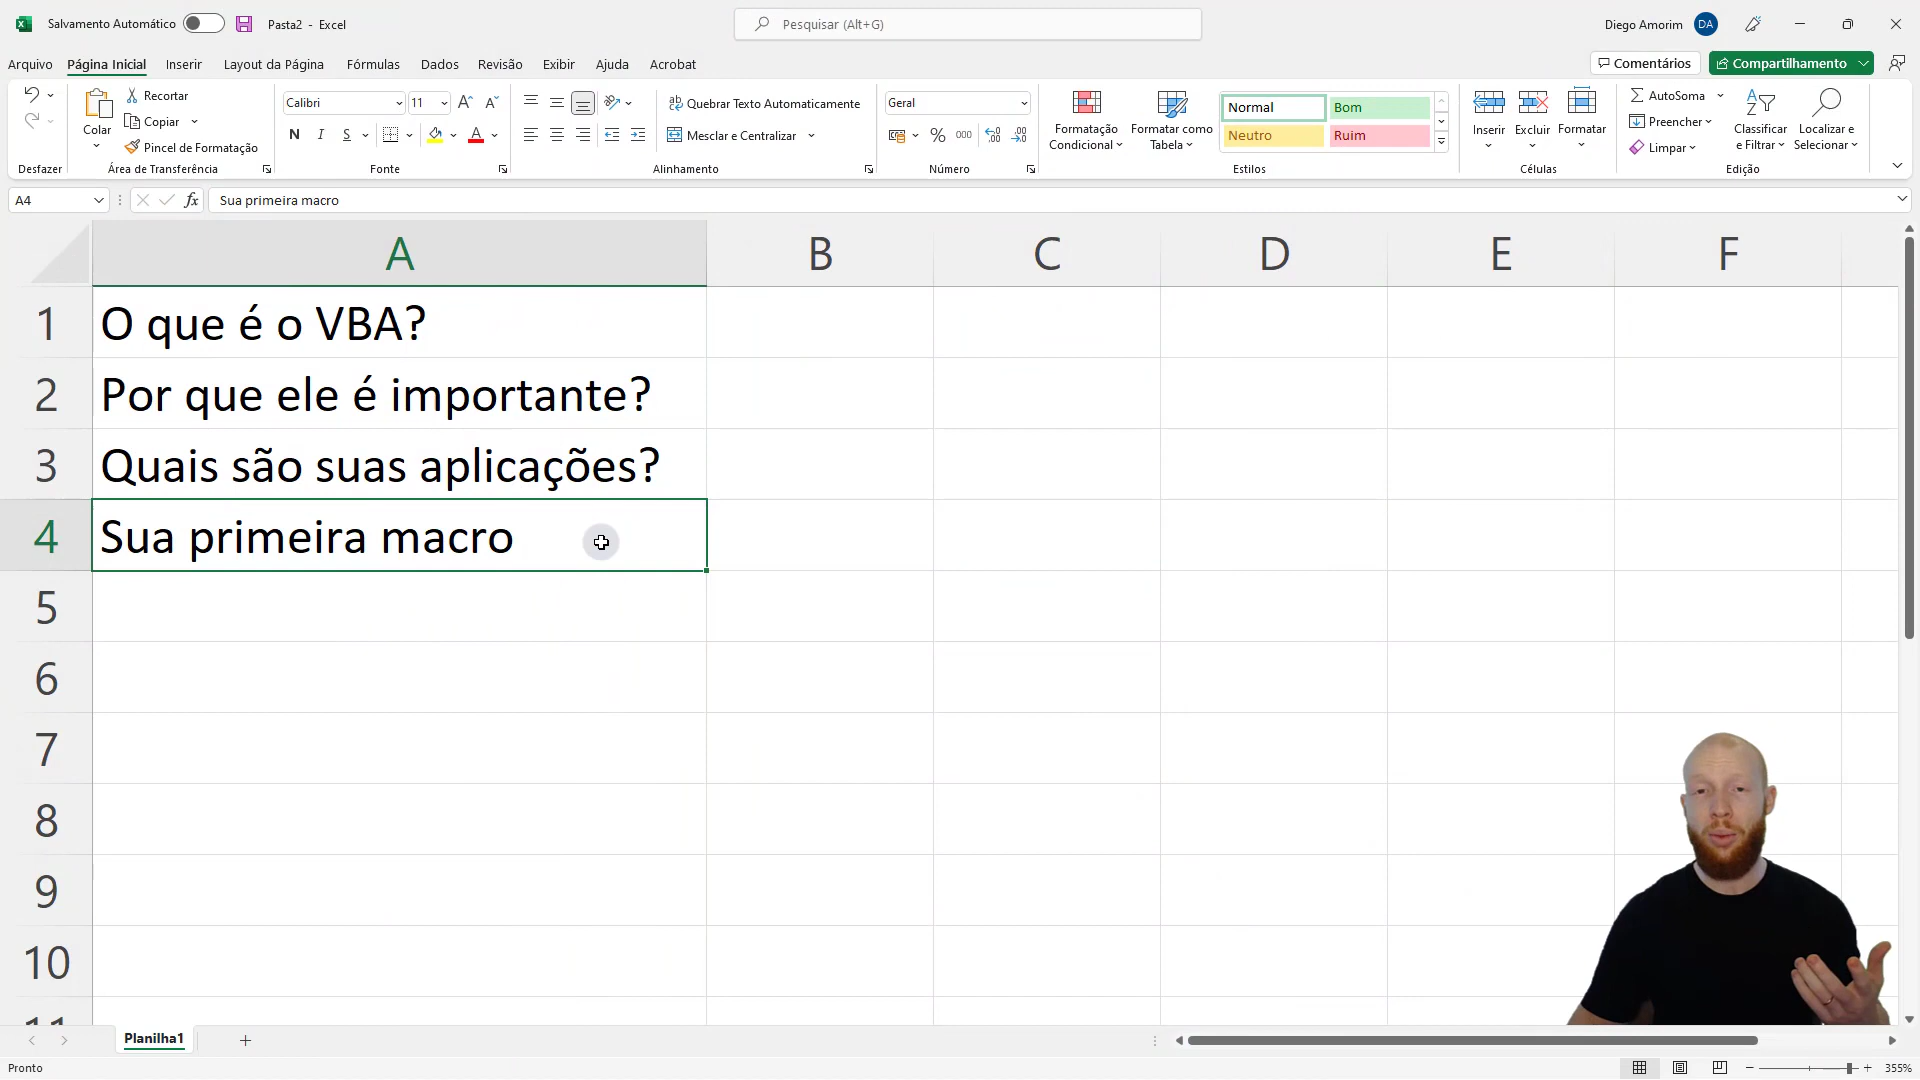 Salvamento Automático
Pasta2 - Excel
Pesquisar (Alt+G)
Diego Amorim
DA
Arquivo
Página Inicial
Inserir
Layout da Página
Fórmulas
Dados
Revisão
Exibir
Ajuda
Acrobat
Comentários
Compartilhamento
Colar
Recortar
Copiar
Pincel de Formatação
Calibri
11
N I S
Quebrar Texto Automaticamente
Mesclar e Centralizar
Geral
% 000
Formatação Condicional
Formatar como Tabela
Normal
Bom
Neutro
Ruim
Inserir
Excluir
Formatar
AutoSoma
Preencher
Limpar
Classificar e Filtrar
Localizar e Selecionar
Desfazer
Área de Transferência
Fonte
Alinhamento
Número
Estilos
Células
Edição
A4
fx
Sua primeira macro
A B C D E F
1 O que é o VBA?
2 Por que ele é importante?
3 Quais são suas aplicações?
4 Sua primeira macro
5
6
7
8
9
10
11
Planilha1
Pronto
355%